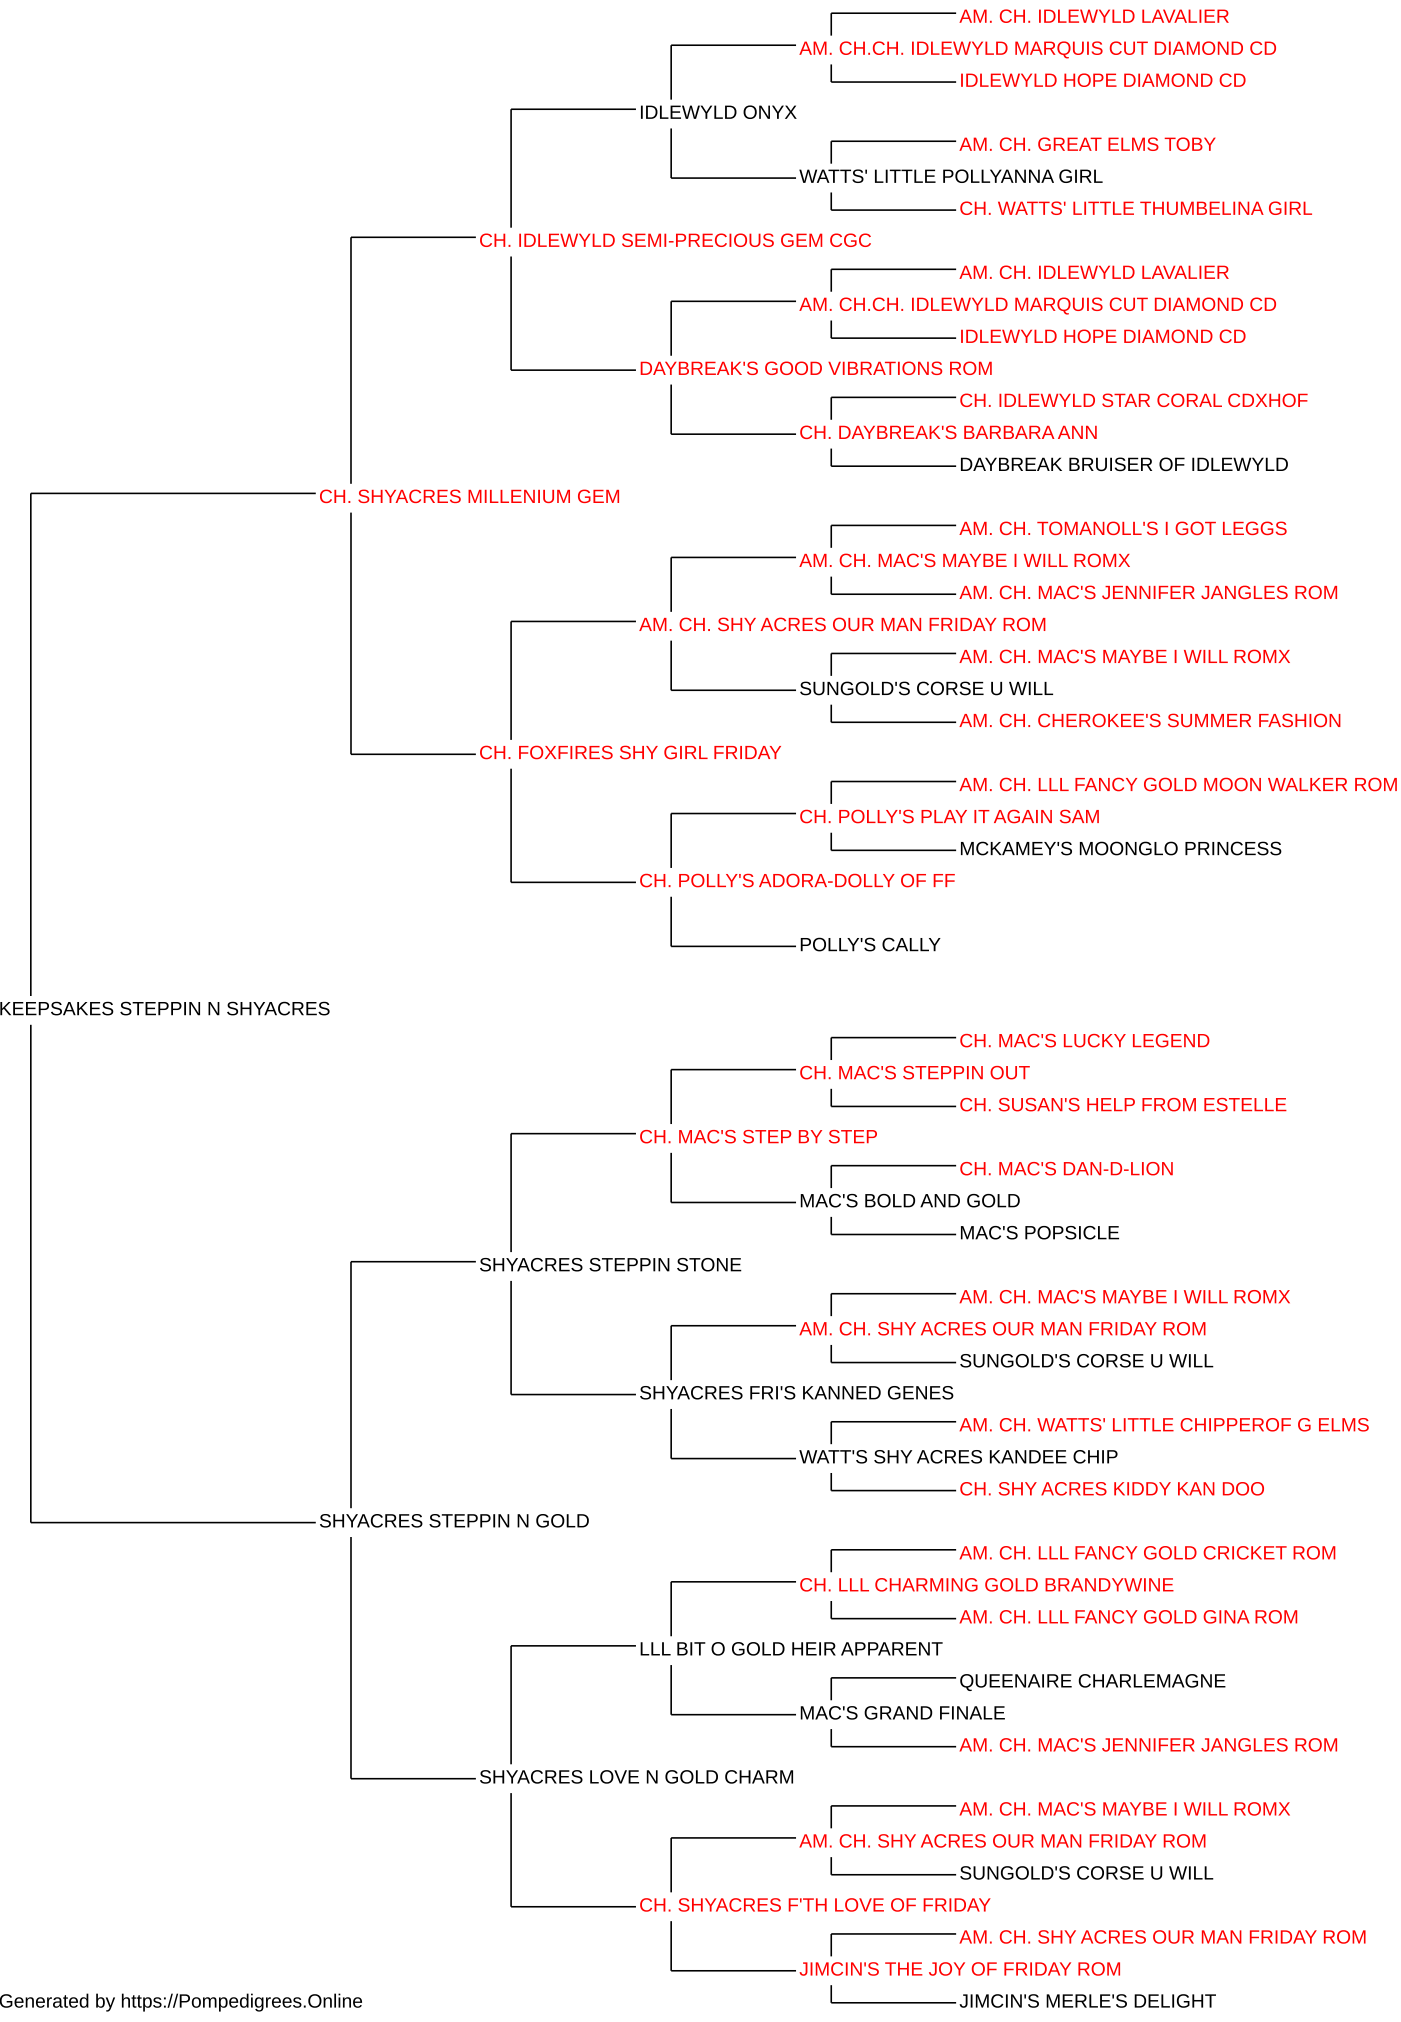 AM. CH. IDLEWYLD LAVALIER
AM. CH.CH. IDLEWYLD MARQUIS CUT DIAMOND CD
IDLEWYLD HOPE DIAMOND CD
IDLEWYLD ONYX
AM. CH. GREAT ELMS TOBY
WATTS' LITTLE POLLYANNA GIRL
CH. WATTS' LITTLE THUMBELINA GIRL
CH. IDLEWYLD SEMI-PRECIOUS GEM CGC
AM. CH. IDLEWYLD LAVALIER
AM. CH.CH. IDLEWYLD MARQUIS CUT DIAMOND CD
IDLEWYLD HOPE DIAMOND CD
DAYBREAK'S GOOD VIBRATIONS ROM
CH. IDLEWYLD STAR CORAL CDXHOF
CH. DAYBREAK'S BARBARA ANN
DAYBREAK BRUISER OF IDLEWYLD
CH. SHYACRES MILLENIUM GEM
AM. CH. TOMANOLL'S I GOT LEGGS
AM. CH. MAC'S MAYBE I WILL ROMX
AM. CH. MAC'S JENNIFER JANGLES ROM
AM. CH. SHY ACRES OUR MAN FRIDAY ROM
AM. CH. MAC'S MAYBE I WILL ROMX
SUNGOLD'S CORSE U WILL
AM. CH. CHEROKEE'S SUMMER FASHION
CH. FOXFIRES SHY GIRL FRIDAY
AM. CH. LLL FANCY GOLD MOON WALKER ROM
CH. POLLY'S PLAY IT AGAIN SAM
MCKAMEY'S MOONGLO PRINCESS
CH. POLLY'S ADORA-DOLLY OF FF
POLLY'S CALLY
KEEPSAKES STEPPIN N SHYACRES
CH. MAC'S LUCKY LEGEND
CH. MAC'S STEPPIN OUT
CH. SUSAN'S HELP FROM ESTELLE
CH. MAC'S STEP BY STEP
CH. MAC'S DAN-D-LION
MAC'S BOLD AND GOLD
MAC'S POPSICLE
SHYACRES STEPPIN STONE
AM. CH. MAC'S MAYBE I WILL ROMX
AM. CH. SHY ACRES OUR MAN FRIDAY ROM
SUNGOLD'S CORSE U WILL
SHYACRES FRI'S KANNED GENES
AM. CH. WATTS' LITTLE CHIPPEROF G ELMS
WATT'S SHY ACRES KANDEE CHIP
CH. SHY ACRES KIDDY KAN DOO
SHYACRES STEPPIN N GOLD
AM. CH. LLL FANCY GOLD CRICKET ROM
CH. LLL CHARMING GOLD BRANDYWINE
AM. CH. LLL FANCY GOLD GINA ROM
LLL BIT O GOLD HEIR APPARENT
QUEENAIRE CHARLEMAGNE
MAC'S GRAND FINALE
AM. CH. MAC'S JENNIFER JANGLES ROM
SHYACRES LOVE N GOLD CHARM
AM. CH. MAC'S MAYBE I WILL ROMX
AM. CH. SHY ACRES OUR MAN FRIDAY ROM
SUNGOLD'S CORSE U WILL
CH. SHYACRES F'TH LOVE OF FRIDAY
AM. CH. SHY ACRES OUR MAN FRIDAY ROM
JIMCIN'S THE JOY OF FRIDAY ROM
JIMCIN'S MERLE'S DELIGHT
Generated by https://Pompedigrees.Online